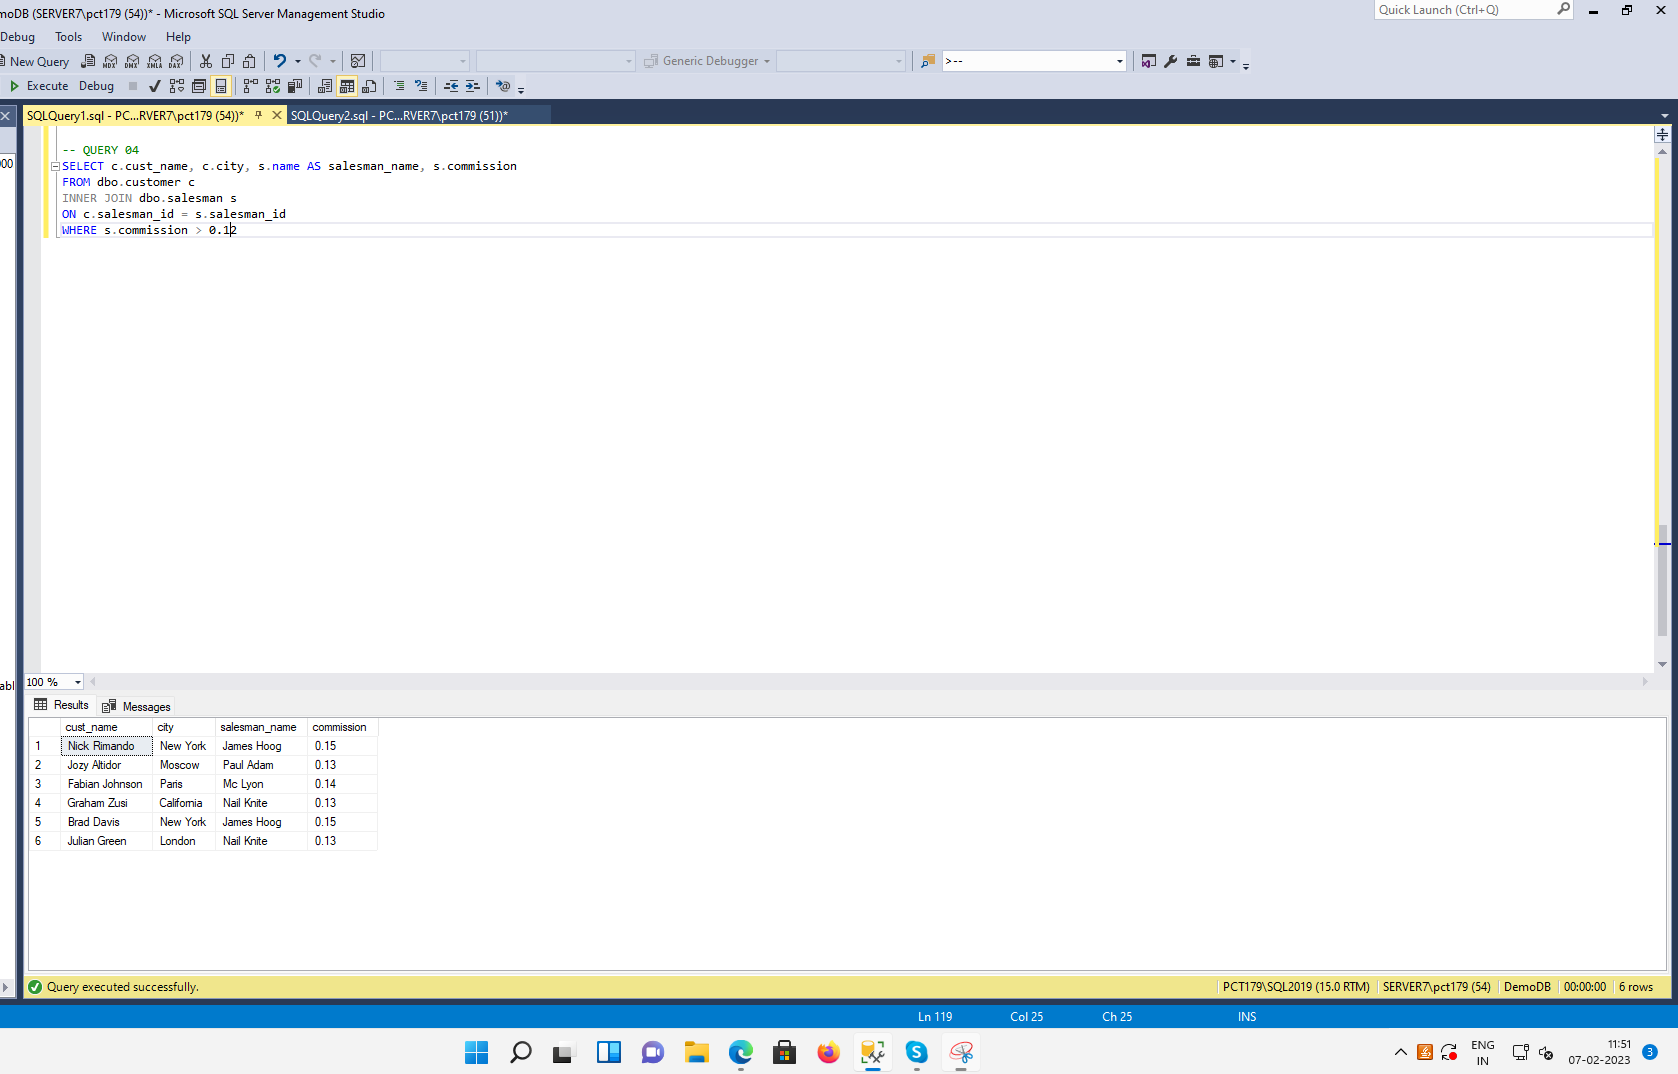 moDB (SERVER7\pct179 (54))* - Microsoft SQL Server Management Studio
Quick Launch (Ctrl+Q)
Debug Tools Window Help
New Query MDX DMX XMLA DAX Generic Debugger >--
Execute Debug
SQLQuery1.sql - PC...RVER7\pct179 (54))* SQLQuery2.sql - PC...RVER7\pct179 (51))*
-- QUERY 04
SELECT c.cust_name, c.city, s.name AS salesman_name, s.commission
FROM dbo.customer c
INNER JOIN dbo.salesman s
ON c.salesman_id = s.salesman_id
WHERE s.commission > 0.12
000
abl
100 %
Results Messages
cust_name city salesman_name commission
1 Nick Rimando New York James Hoog 0.15
2 Jozy Altidor Moscow Paul Adam 0.13
3 Fabian Johnson Paris Mc Lyon 0.14
4 Graham Zusi California Nail Knite 0.13
5 Brad Davis New York James Hoog 0.15
6 Julian Green London Nail Knite 0.13
Query executed successfully. PCT179\SQL2019 (15.0 RTM) SERVER7\pct179 (54) DemoDB 00:00:00 6 rows
Ln 119 Col 25 Ch 25 INS
ENG
IN
11:51
07-02-2023
3